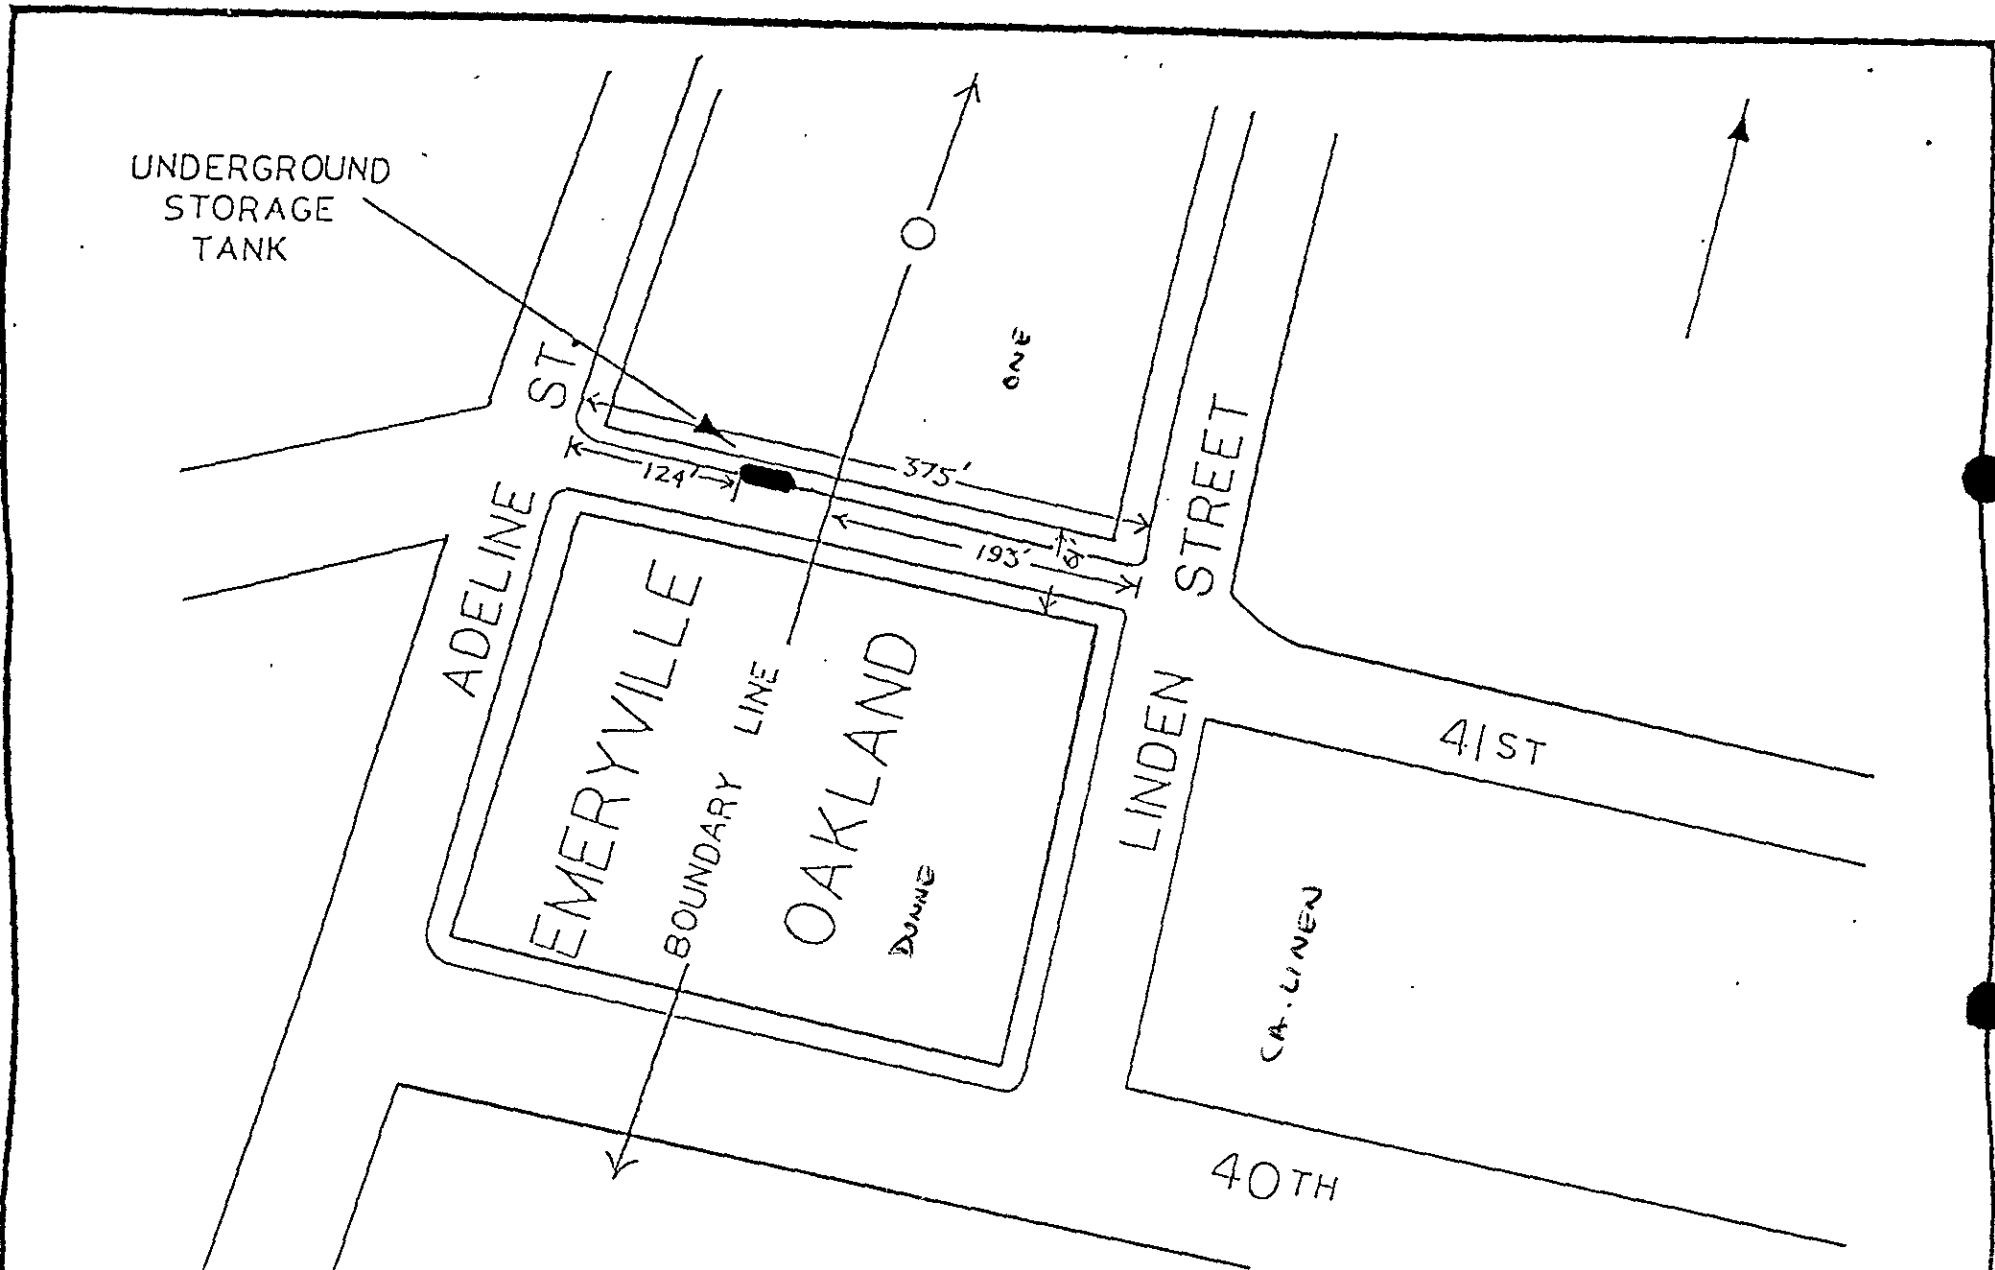 UNDERGROUND
STORAGE
TANK
ST.
ADELINE
124'
375'
193'
ONE
STREET
LINDEN
EMERYVILLE
BOUNDARY LINE
OAKLAND
DUNNE
41ST
CA. LINEN
40TH